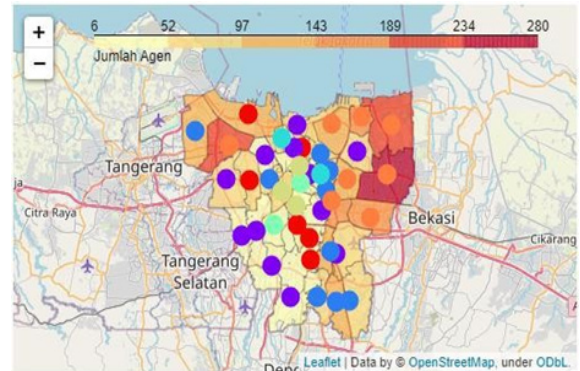 +
−
6 52 97 143 189 234 280
Jumlah Agen
Tangerang
Citra Raya
Bekasi
Cikarang
Tangerang
Selatan
Leaflet | Data by © OpenStreetMap, under ODbL.